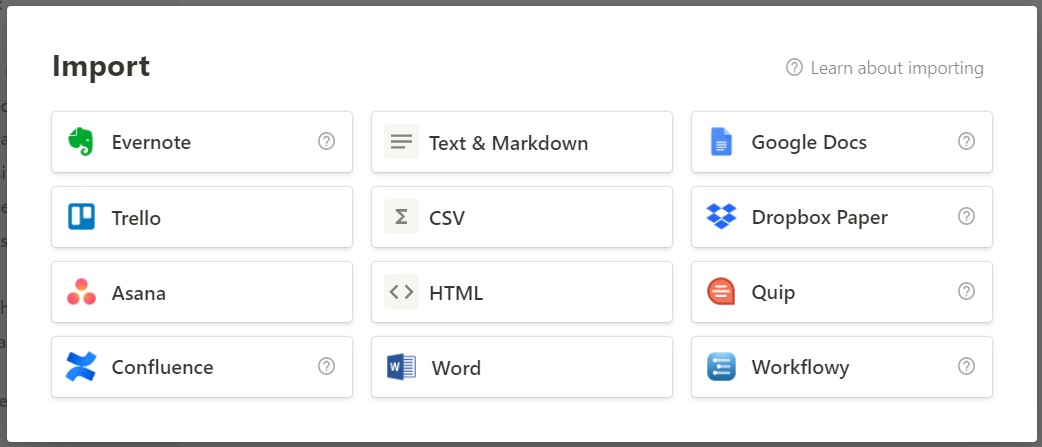 Import
Learn about importing
Evernote
Text & Markdown
Google Docs
Trello
CSV
Dropbox Paper
Asana
HTML
Quip
Confluence
Word
Workflowy